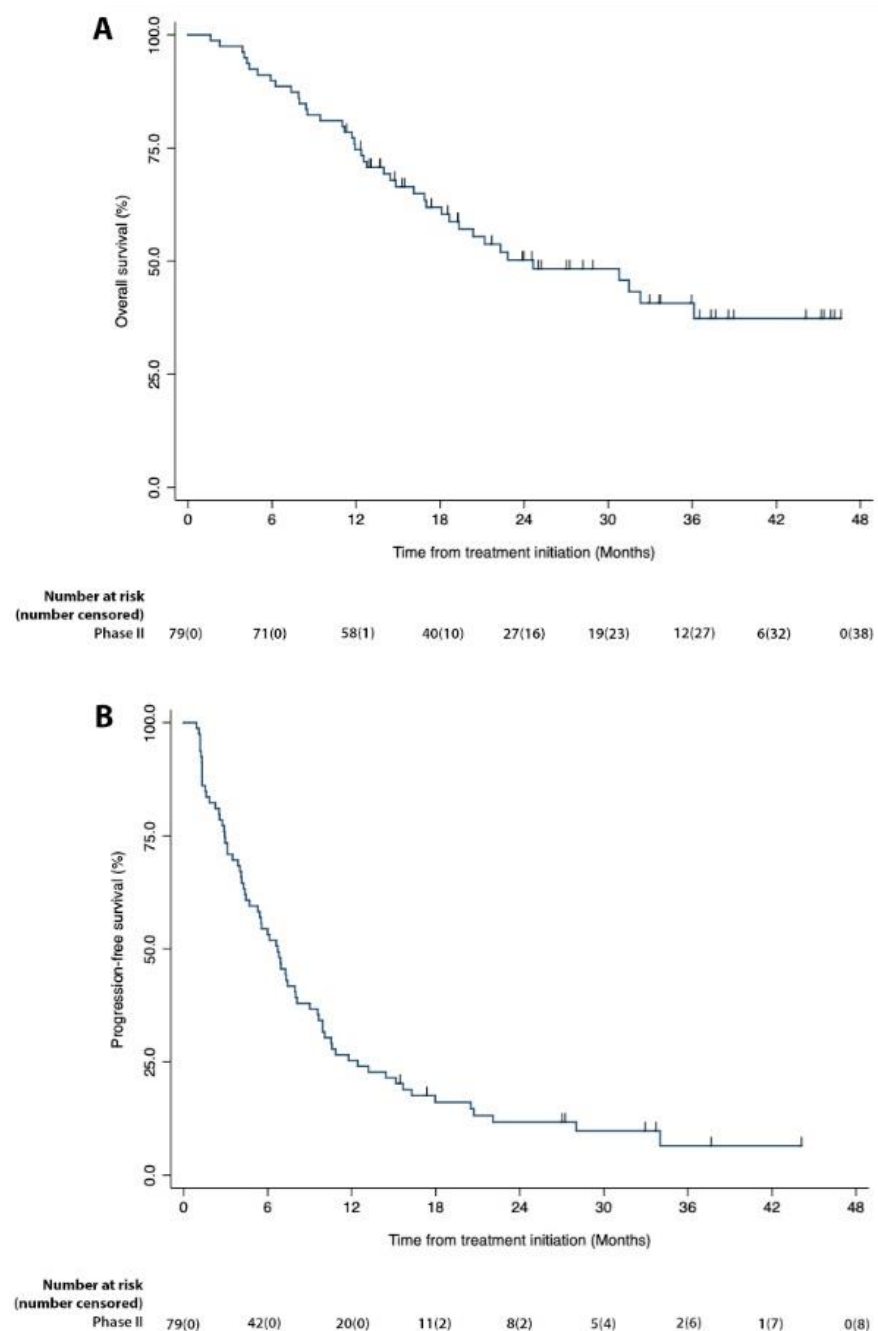 A
100.0
75.0
50.0
25.0
0.0
Overall survival (%)
0 6 12 18 24 30 36 42 48
Time from treatment initiation (Months)
Number at risk
(number censored)
Phase II 79(0) 71(0) 58(1) 40(10) 27(16) 19(23) 12(27) 6(32) 0(38)
B
100.0
75.0
50.0
25.0
0.0
Progression-free survival (%)
0 6 12 18 24 30 36 42 48
Time from treatment initiation (Months)
Number at risk
(number censored)
Phase II 79(0) 42(0) 20(0) 11(2) 8(2) 5(4) 2(6) 1(7) 0(8)